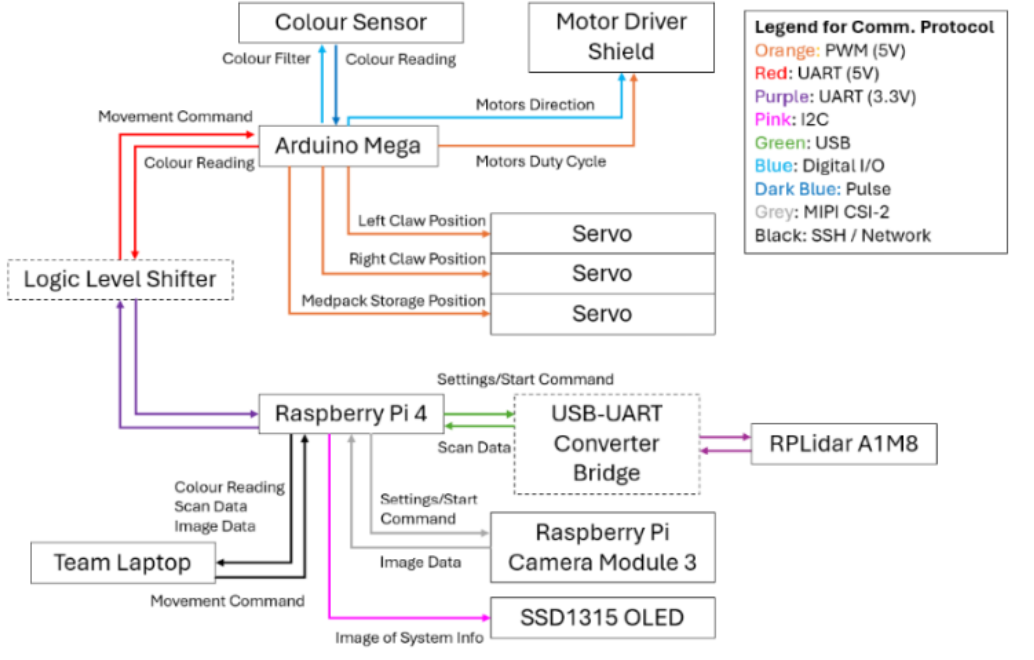 Colour Sensor
Motor Driver
Shield
Legend for Comm. Protocol
Orange: PWM (5V)
Red: UART (5V)
Purple: UART (3.3V)
Pink: I2C
Green: USB
Blue: Digital I/O
Dark Blue: Pulse
Grey: MIPI CSI-2
Black: SSH / Network
Colour Filter
Colour Reading
Motors Direction
Movement Command
Arduino Mega
Colour Reading
Motors Duty Cycle
Left Claw Position
Servo
Right Claw Position
Servo
Medpack Storage Position
Servo
Logic Level Shifter
Settings/Start Command
Raspberry Pi 4
USB-UART
Converter
Bridge
Scan Data
RPLidar A1M8
Colour Reading
Scan Data
Image Data
Settings/Start
Command
Raspberry Pi
Camera Module 3
Image Data
Team Laptop
Movement Command
SSD1315 OLED
Image of System Info